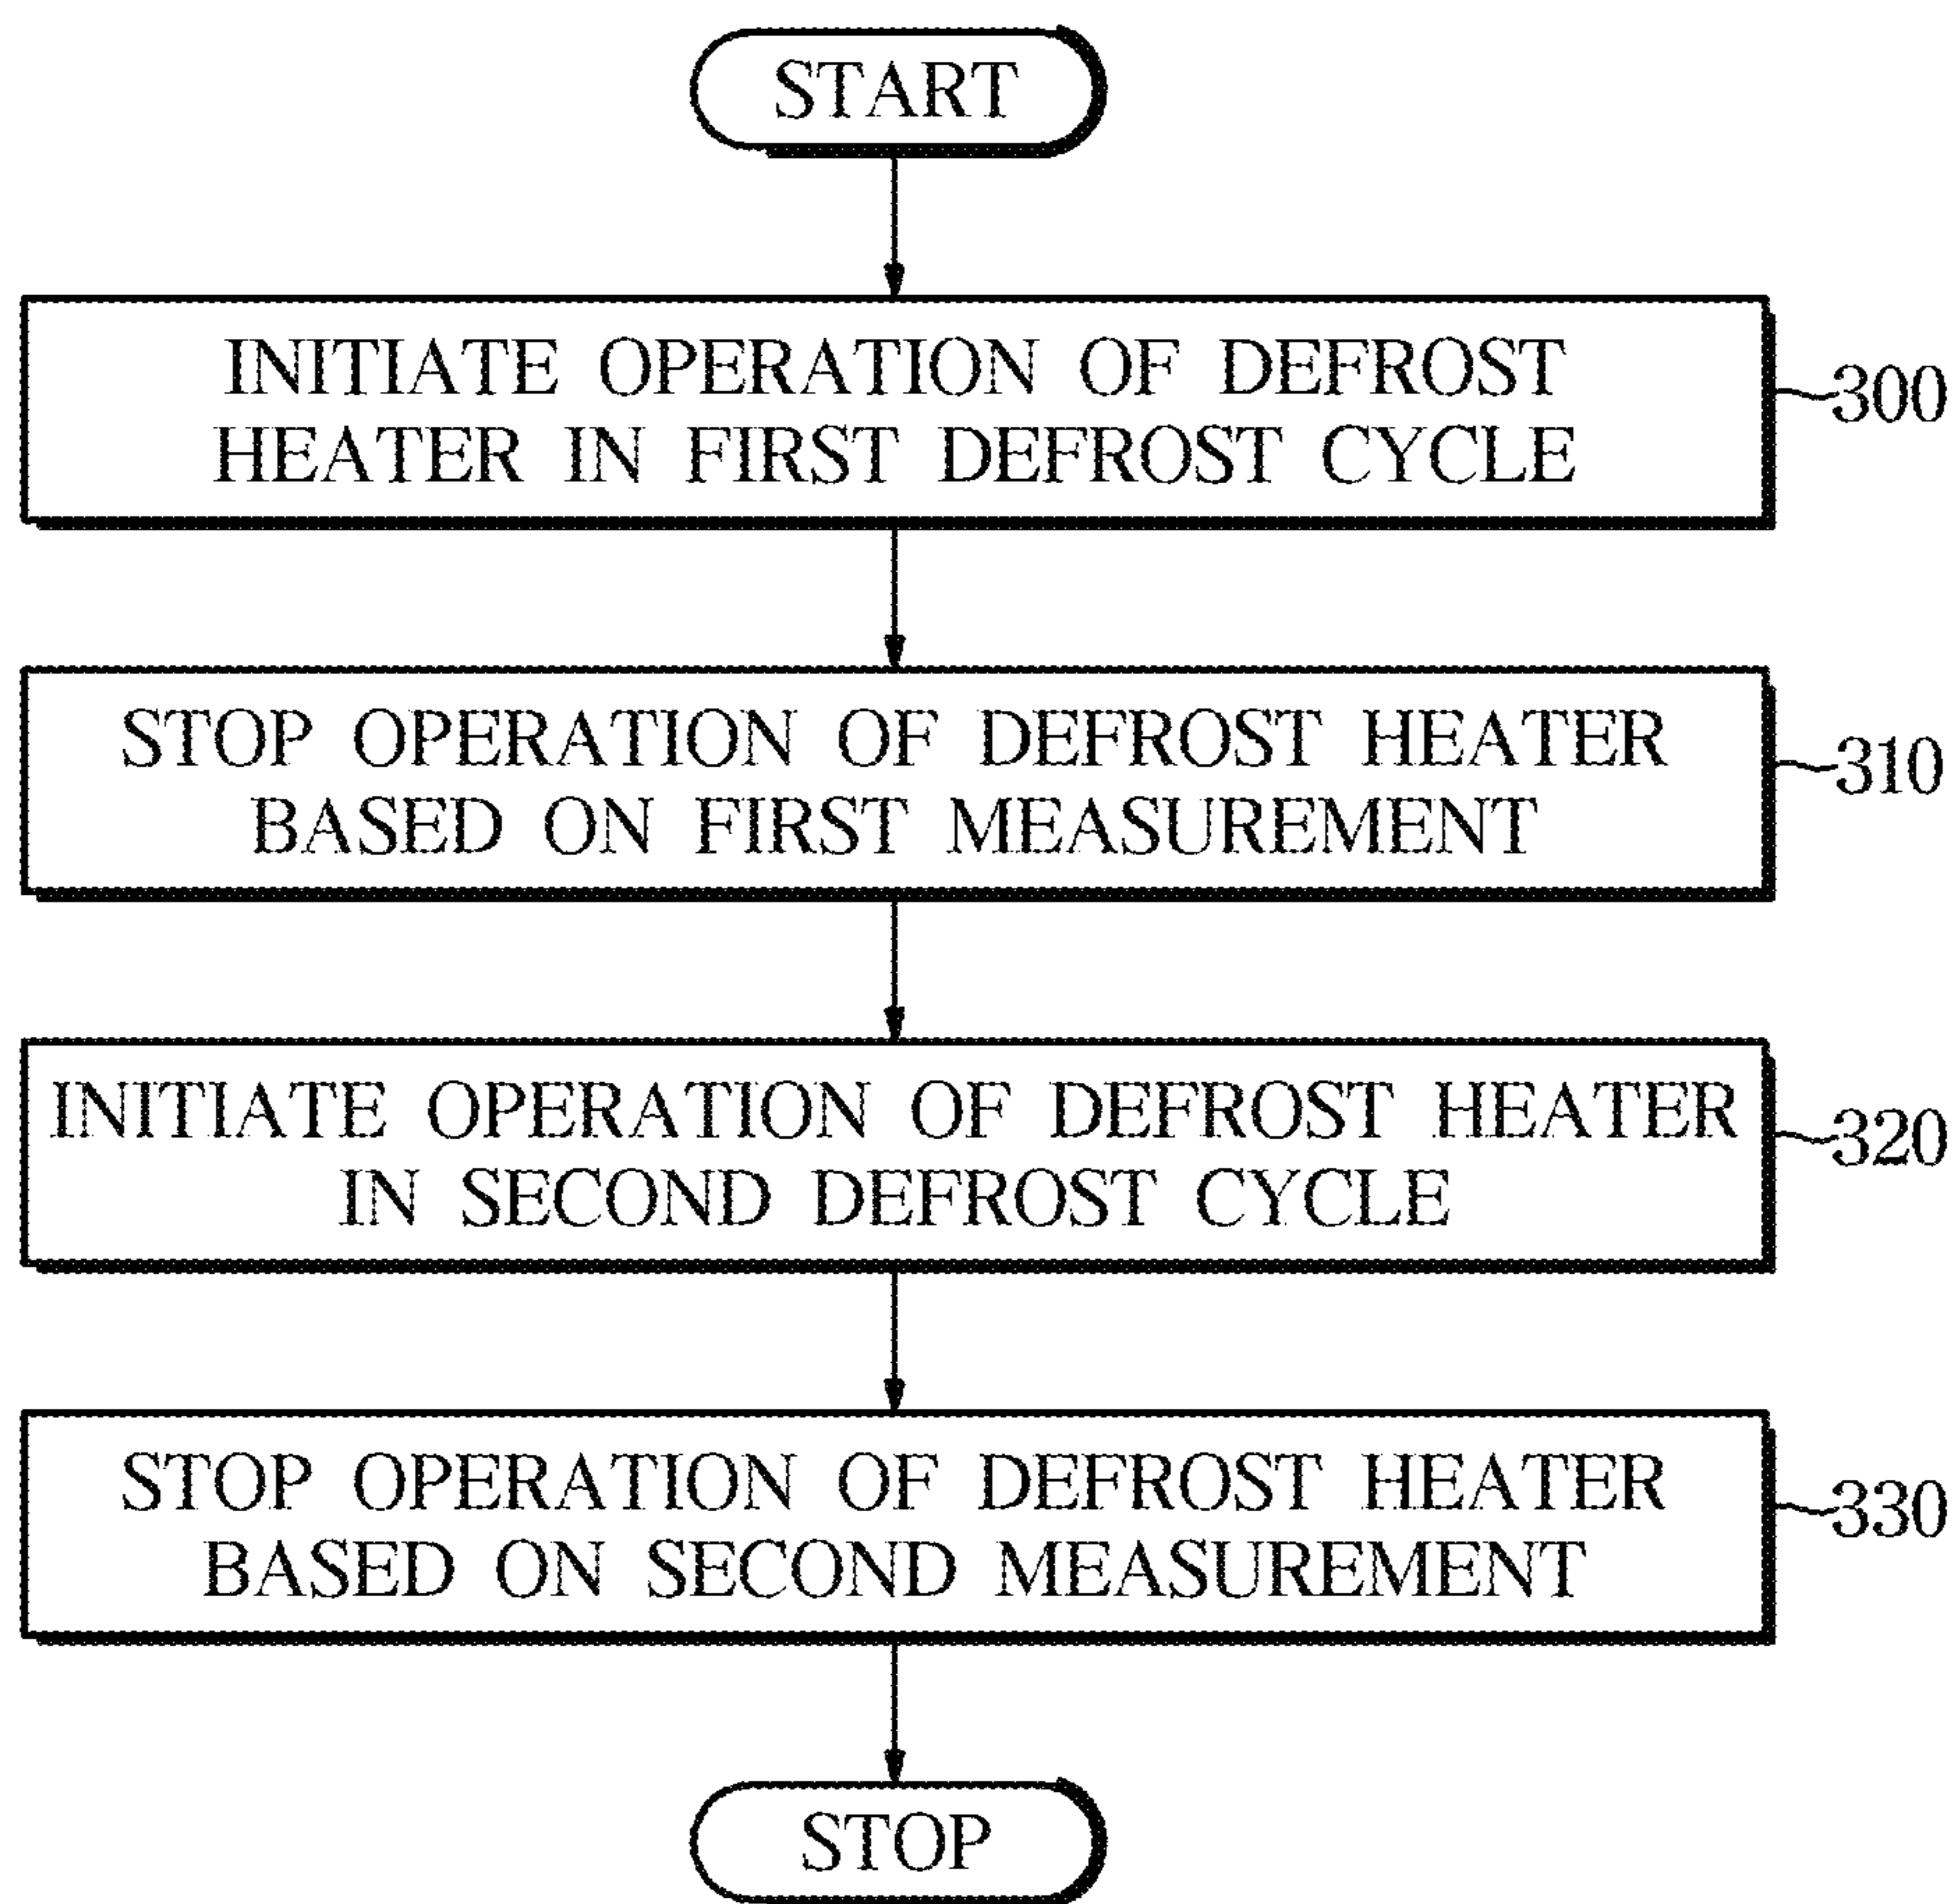 START
INITIATE OPERATION OF DEFROST
HEATER IN FIRST DEFROST CYCLE
300
STOP OPERATION OF DEFROST HEATER
BASED ON FIRST MEASUREMENT
310
INITIATE OPERATION OF DEFROST HEATER
IN SECOND DEFROST CYCLE
320
STOP OPERATION OF DEFROST HEATER
BASED ON SECOND MEASUREMENT
330
STOP